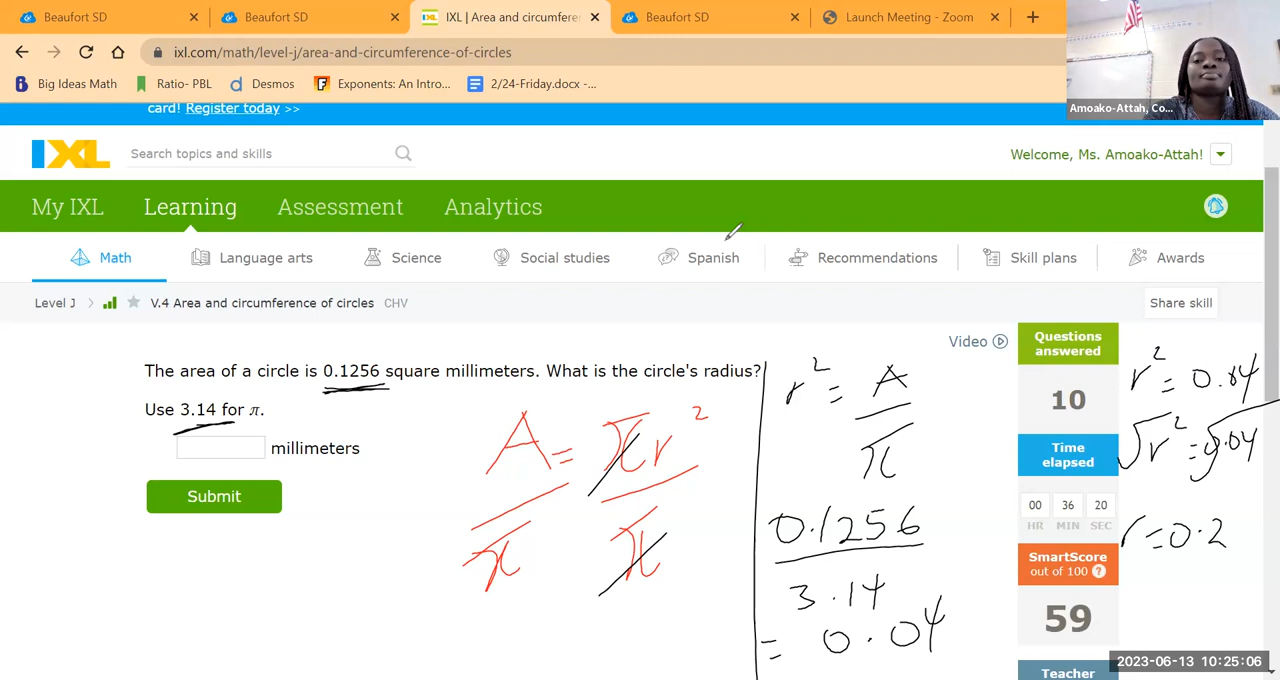 Beaufort SD
Beaufort SD
IXL | Area and circumferen
Beaufort SD
Launch Meeting - Zoom
ixl.com/math/level-j/area-and-circumference-of-circles
Big Ideas Math
Ratio- PBL
Desmos
Exponents: An Intro...
2/24-Friday.docx -...
Amoako-Attah, Co...
card! Register today >>
IXL
Search topics and skills
Welcome, Ms. Amoako-Attah!
My IXL
Learning
Assessment
Analytics
Math
Language arts
Science
Social studies
Spanish
Recommendations
Skill plans
Awards
Level J > V.4 Area and circumference of circles CHV
Share skill
Video
Questions answered
10
Time elapsed
00 36 20
HR MIN SEC
SmartScore
out of 100 ?
59
Teacher
The area of a circle is 0.1256 square millimeters. What is the circle's radius?
Use 3.14 for π.
millimeters
Submit
A = πr²
π π
r² = A
π
0.1256
3.14
= 0.04
r² = 0.04
√r² = √0.04
r = 0.2
2023-06-13 10:25:06